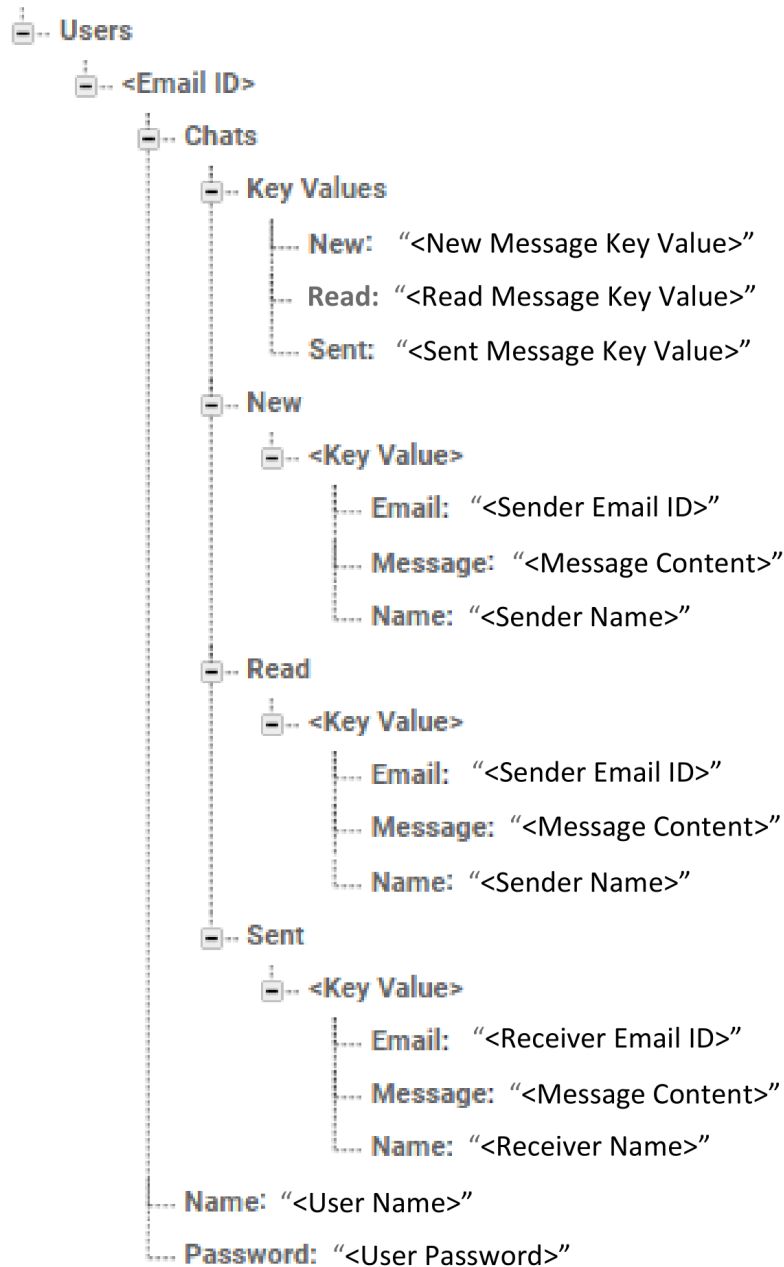 Users
<Email ID>
Chats
Key Values
New: “<New Message Key Value>”
Read: “<Read Message Key Value>”
Sent: “<Sent Message Key Value>”
New
<Key Value>
Email: “<Sender Email ID>”
Message: “<Message Content>”
Name: “<Sender Name>”
Read
<Key Value>
Email: “<Sender Email ID>”
Message: “<Message Content>”
Name: “<Sender Name>”
Sent
<Key Value>
Email: “<Receiver Email ID>”
Message: “<Message Content>”
Name: “<Receiver Name>”
Name: “<User Name>”
Password: “<User Password>”